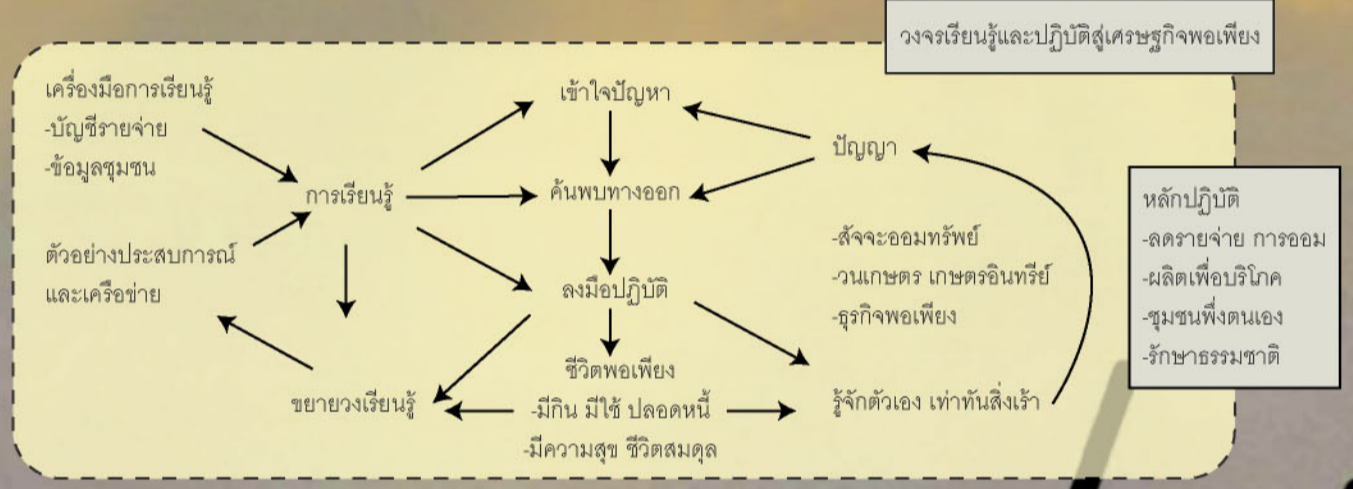 วงจรเรียนรู้และปฏิบัติสู่เศรษฐกิจพอเพียง
เครื่องมือการเรียนรู้
-บัญชีรายจ่าย
-ข้อมูลชุมชน
การเรียนรู้
ตัวอย่างประสบการณ์
และเครือข่าย
ขยายวงเรียนรู้
เข้าใจปัญหา
ค้นพบทางออก
ลงมือปฏิบัติ
ชีวิตพอเพียง
-มีกิน มีใช้ ปลอดหนี้
-มีความสุข ชีวิตสมดุล
ปัญญา
-สัจจะออมทรัพย์
-วนเกษตร เกษตรอินทรีย์
-ธุรกิจพอเพียง
รู้จักตัวเอง เท่าทันสิ่งเร้า
หลักปฏิบัติ
-ลดรายจ่าย การออม
-ผลิตเพื่อบริโภค
-ชุมชนพึ่งตนเอง
-รักษาธรรมชาติ